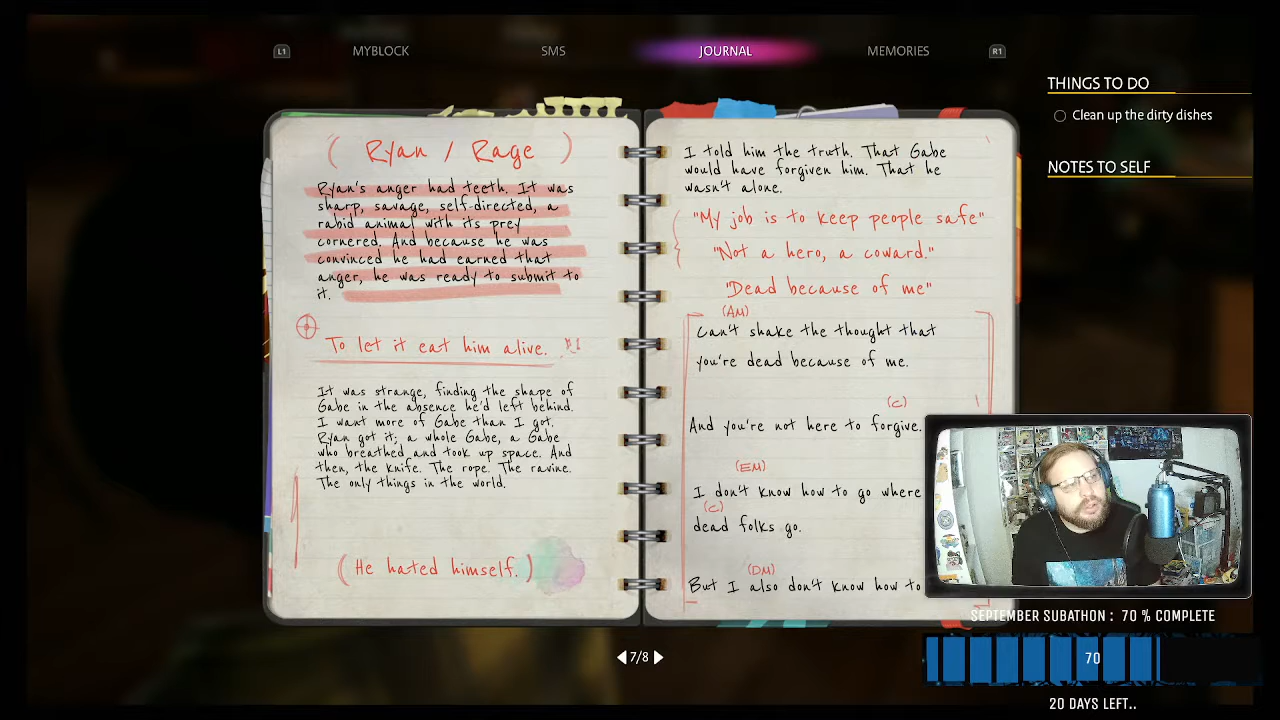 L1
MYBLOCK
SMS
JOURNAL
MEMORIES
R1
THINGS TO DO
Clean up the dirty dishes
NOTES TO SELF
( Ryan / Rage )
Ryan's anger had teeth. It was
sharp, savage, self-directed, a
rabid animal with its prey
cornered. And because he was
convinced he had earned that
anger, he was ready to submit to
it.
To let it eat him alive.
It was strange, finding the shape of
Gabe in the absence he'd left behind.
I want more of Gabe than I got.
Ryan got it; a whole Gabe, a Gabe
who breathed and took up space. And
then, the knife. The rope. The ravine.
The only things in the world.
(He hated himself.)
I told him the truth. That Gabe
would have forgiven him. That he
wasn't alone.
"My job is to keep people safe"
"Not a hero, a coward."
"Dead because of me"
(AM)
Can't shake the thought that
you're dead because of me.
(C)
And you're not here to forgive.
(EM)
I don't know how to go where
(C)
dead folks go.
(DM)
But I also don't know how to
7/8
SEPTEMBER SUBATHON : 70 % COMPLETE
70
20 DAYS LEFT..